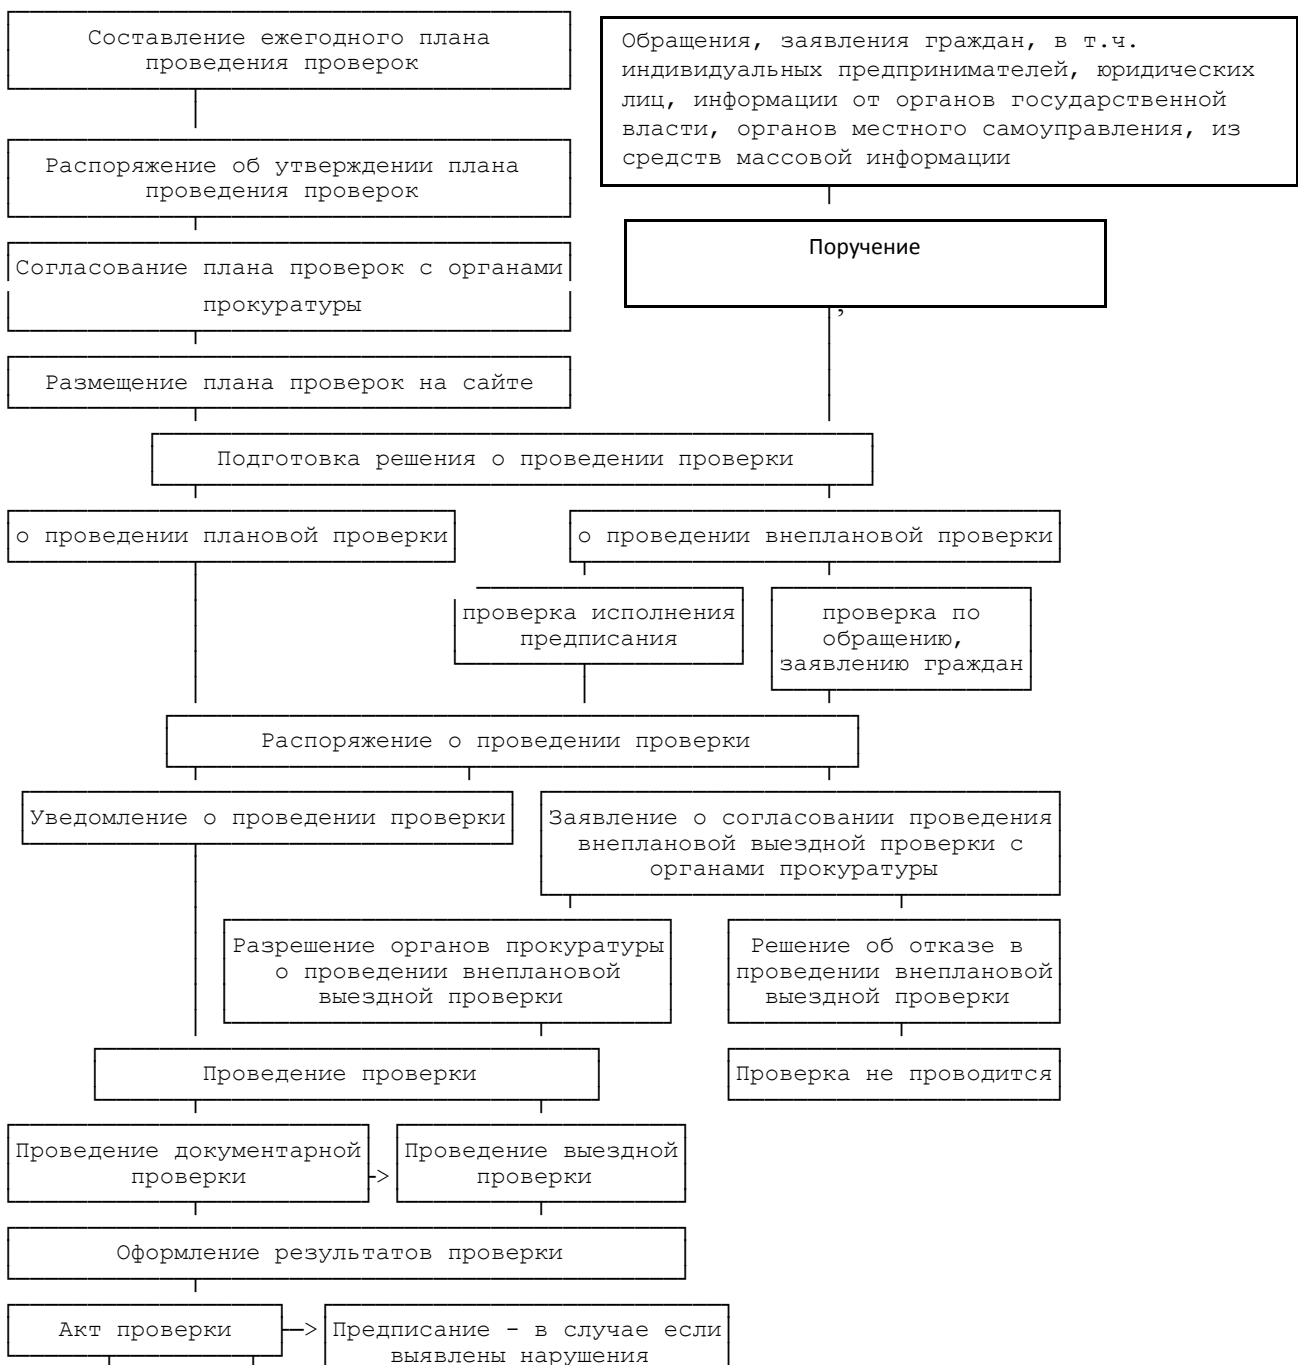 Составление ежегодного плана
проведения проверок
Обращения, заявления граждан, в т.ч.
индивидуальных предпринимателей, юридических
лиц, информации от органов государственной
власти, органов местного самоуправления, из
средств массовой информации
Распоряжение об утверждении плана
проведения проверок
Поручение
Согласование плана проверок с органами
прокуратуры
;
Размещение плана проверок на сайте
Подготовка решения о проведении проверки
о проведении плановой проверки
о проведении внеплановой проверки
проверка исполнения
предписания
проверка по
обращению,
заявлению граждан
Распоряжение о проведении проверки
Уведомление о проведении проверки
Заявление о согласовании проведения
внеплановой выездной проверки с
органами прокуратуры
Разрешение органов прокуратуры
о проведении внеплановой
выездной проверки
Решение об отказе в
проведении внеплановой
выездной проверки
Проведение проверки
Проверка не проводится
Проведение документарной
проверки
Проведение выездной
проверки
Оформление результатов проверки
Акт проверки
Предписание - в случае если
выявлены нарушения